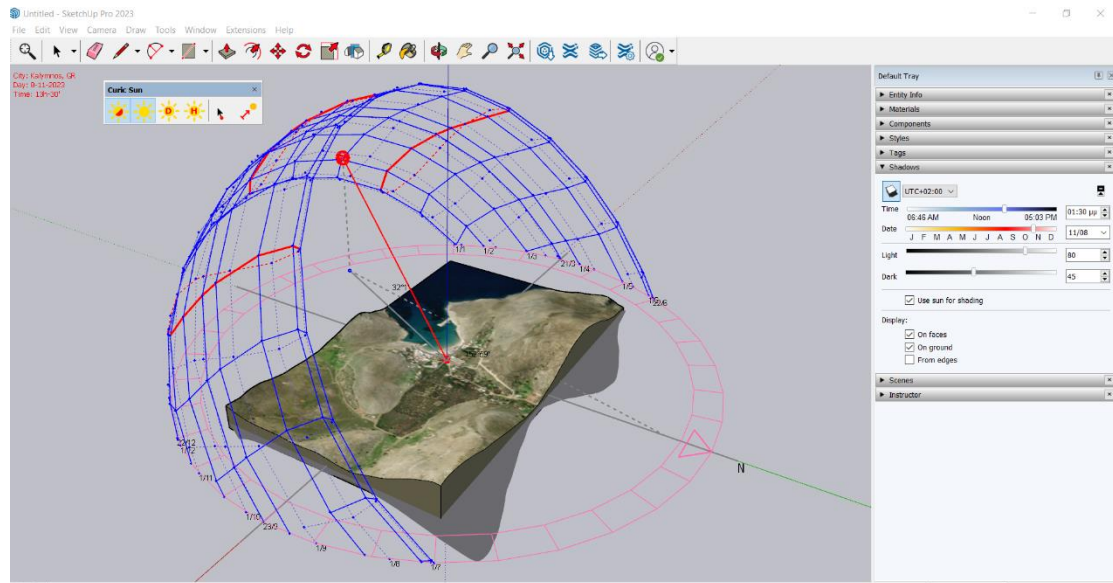 Untitled - SketchUp Pro 2023
File Edit View Camera Draw Tools Window Extensions Help
City: Kalymnos, GR
Day: 8-11-2023
Time: 13h-30'
Curic Sun
D
H
32°
1/1
1/2
1/3
21/3
1/4
1/5
22/6
22/12
1/12
1/11
1/10
23/9
1/9
1/8
1/7
N
Default Tray
Entity Info
Materials
Components
Styles
Tags
Shadows
UTC+02:00
Time
06:46 AM Noon 05:03 PM
01:30 μμ
Date
J F M A M J J A S O N D
11/08
Light
80
Dark
45
Use sun for shading
Display:
On faces
On ground
From edges
Scenes
Instructor